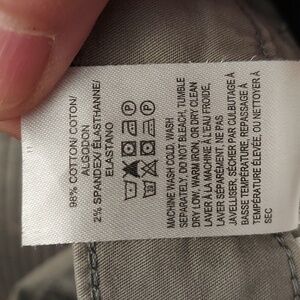 98% COTTON/ COTTON/
ALGODON
2% SPANDEX/ ÉLASTHANNE/
ELASTANO
MACHINE WASH COLD, WASH
SEPARATELY, DO NOT BLEACH, TUMBLE
DRY LOW, WARM IRON, OR DRY CLEAN
LAVER À LA MACHINE À L'EAU FROIDE,
LAVER SÉPARÉMENT, NE PAS
JAVELLISER, SÉCHER PAR CULBUTAGE À
BASSE TEMPÉRATURE, REPASSAGE À
TEMPÉRATURE ÉLEVÉE, OU NETTOYER À
SEC